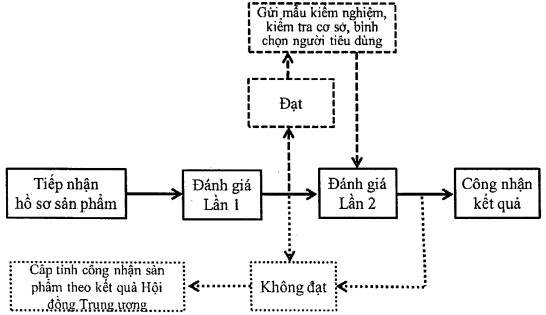 Gửi mẫu kiểm nghiệm,
kiểm tra cơ sở, bình
chọn người tiêu dùng
Đạt
Tiếp nhận
hồ sơ sản phẩm
Đánh giá
Lần 1
Đánh giá
Lần 2
Công nhận
kết quả
Cấp tỉnh công nhận sản
phẩm theo kết quả Hội
đồng Trung ương
Không đạt